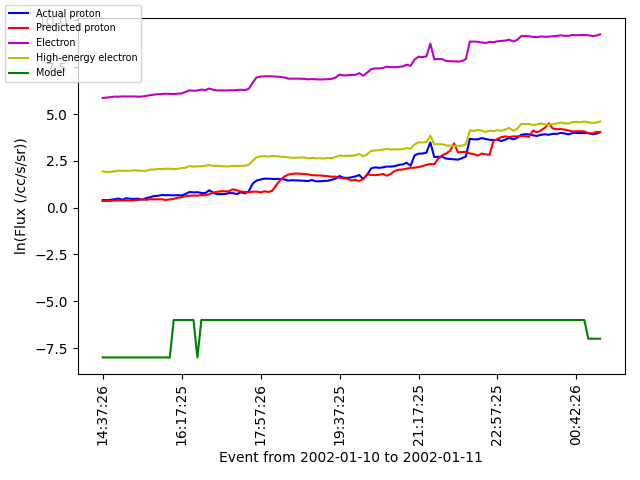 Actual proton
Predicted proton
Electron
High-energy electron
Model
5.0
2.5
0.0
−2.5
−5.0
−7.5
ln(Flux (/cc/s/sr))
14:37:26
16:17:25
17:57:26
19:37:25
21:17:25
22:57:25
00:42:26
Event from 2002-01-10 to 2002-01-11